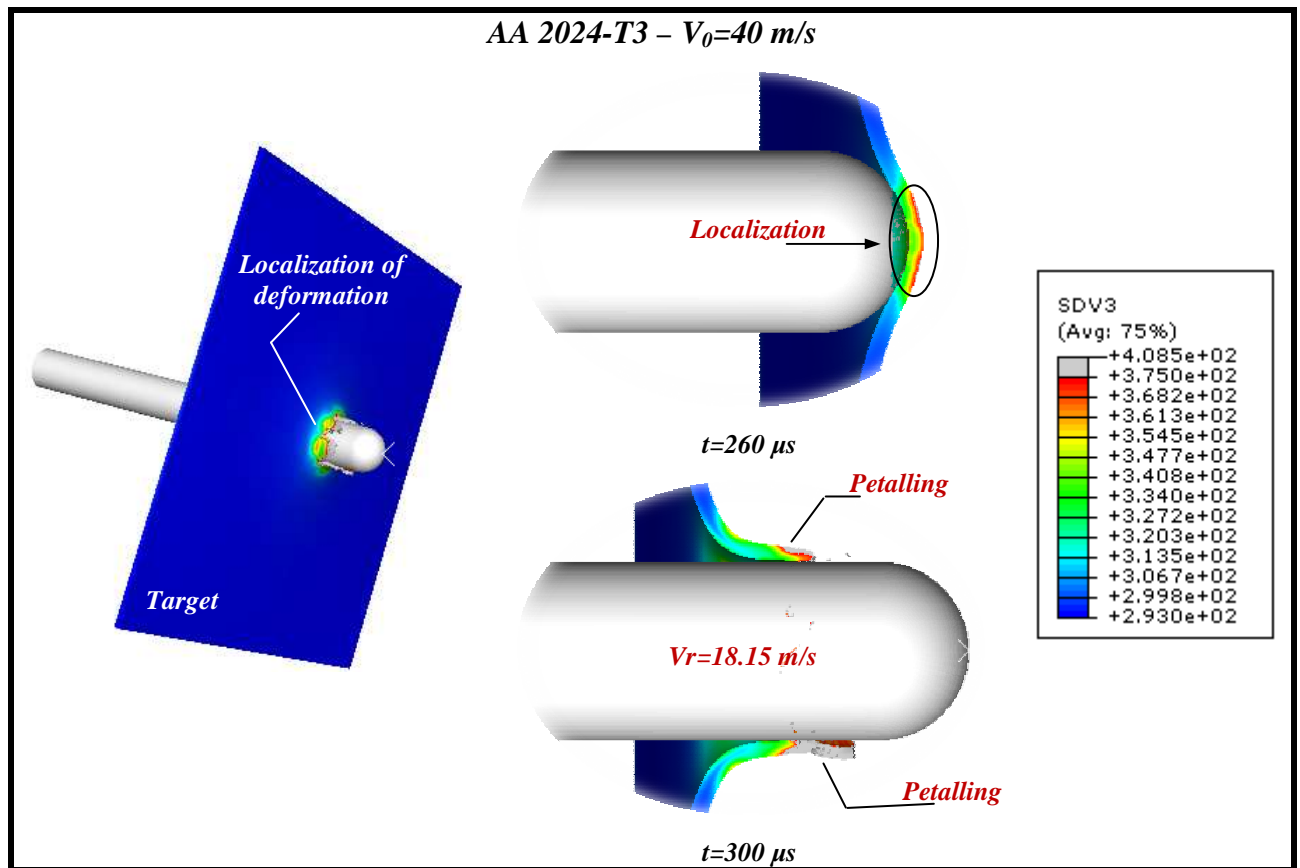 AA 2024-T3 – V0=40 m/s
Localization of
deformation
Target
Localization
t=260 μs
Petalling
Vr=18.15 m/s
Petalling
t=300 μs
SDV3
(Avg: 75%)
+4.085e+02
+3.750e+02
+3.682e+02
+3.613e+02
+3.545e+02
+3.477e+02
+3.408e+02
+3.340e+02
+3.272e+02
+3.203e+02
+3.135e+02
+3.067e+02
+2.998e+02
+2.930e+02